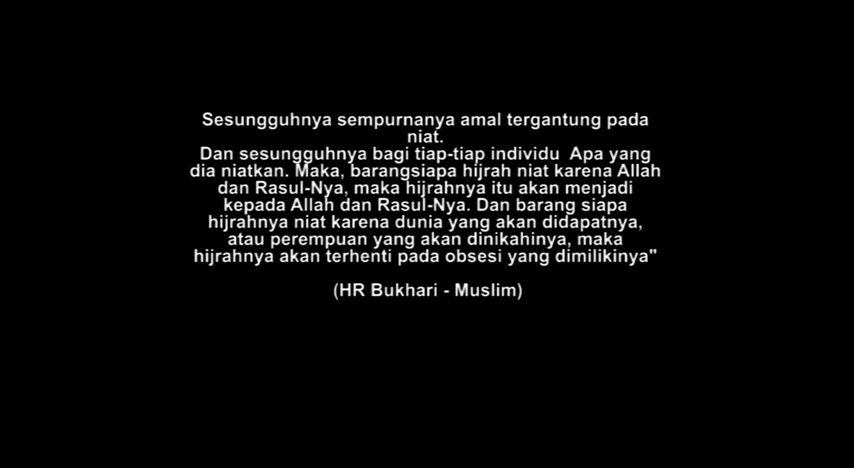 Sesungguhnya sempurnanya amal tergantung pada
niat.
Dan sesungguhnya bagi tiap-tiap individu  Apa yang
dia niatkan. Maka, barangsiapa hijrah niat karena Allah
dan Rasul-Nya, maka hijrahnya itu akan menjadi
kepada Allah dan Rasul-Nya. Dan barang siapa
hijrahnya niat karena dunia yang akan didapatnya,
atau perempuan yang akan dinikahinya, maka
hijrahnya akan terhenti pada obsesi yang dimilikinya"
(HR Bukhari - Muslim)